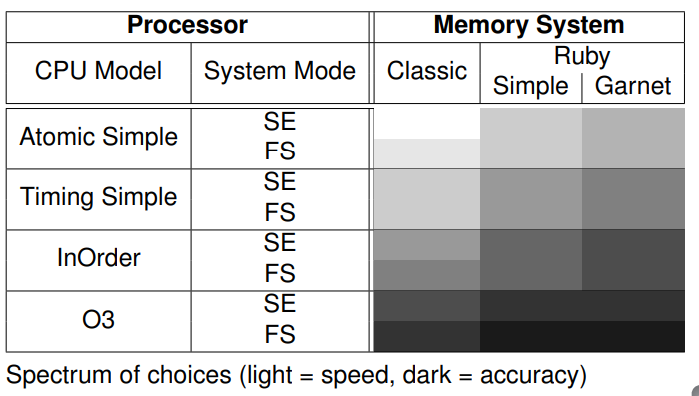 Processor Memory System
CPU Model System Mode Classic Ruby
Simple Garnet
Atomic Simple SE
FS
Timing Simple SE
FS
InOrder SE
FS
O3 SE
FS
Spectrum of choices (light = speed, dark = accuracy)